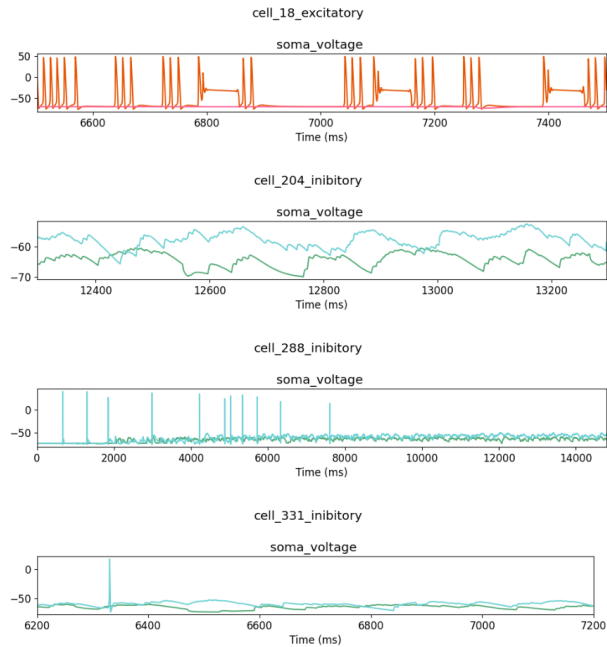 cell_18_excitatory
soma_voltage
50
0
−50
6600 6800 7000 7200 7400
Time (ms)
cell_204_inibitory
soma_voltage
−60
−70
12400 12600 12800 13000 13200
Time (ms)
cell_288_inibitory
soma_voltage
0
−50
0 2000 4000 6000 8000 10000 12000 14000
Time (ms)
cell_331_inibitory
soma_voltage
0
−50
6200 6400 6600 6800 7000 7200
Time (ms)